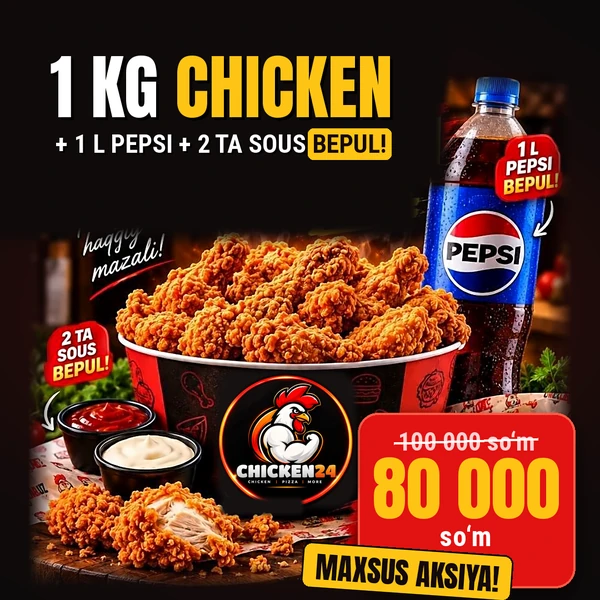 1 KG CHICKEN
+ 1 L PEPSI + 2 TA SOUS BEPUL!
1 L
PEPSI
BEPUL!
PEPSI
mazali!
2 TA
SOUS
BEPUL!
CHICKEN24
CHICKEN | PIZZA | MORE
100 000 so‘m
80 000
so‘m
MAXSUS AKSIYA!